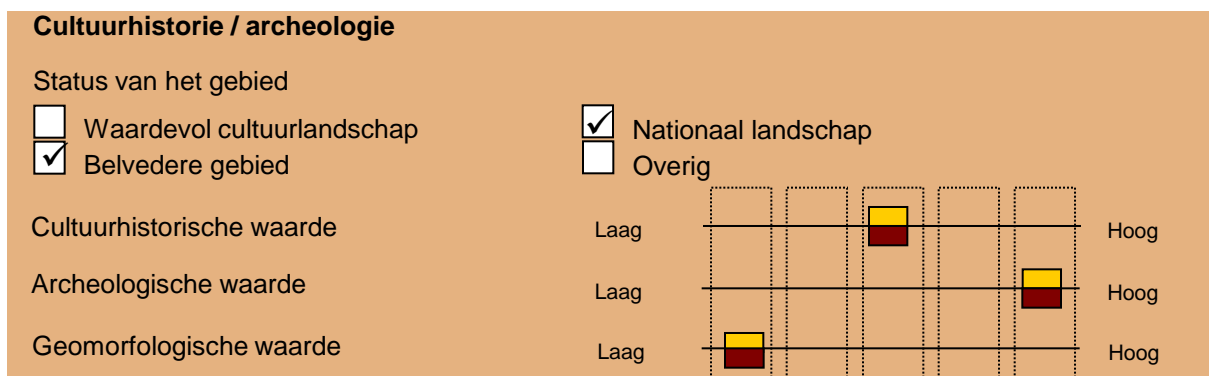 Cultuurhistorie / archeologie
Status van het gebied
Waardevol cultuurlandschap
Nationaal landschap
Belvedere gebied
Overig
Cultuurhistorische waarde Laag Hoog
Archeologische waarde Laag Hoog
Geomorfologische waarde Laag Hoog